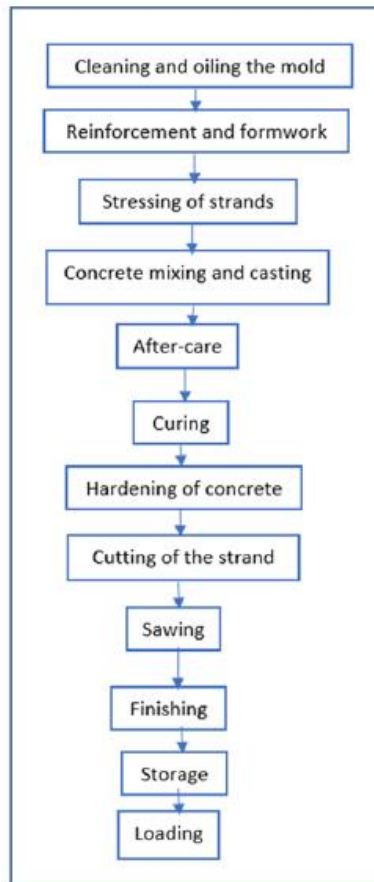 Cleaning and oiling the mold
Reinforcement and formwork
Stressing of strands
Concrete mixing and casting
After-care
Curing
Hardening of concrete
Cutting of the strand
Sawing
Finishing
Storage
Loading